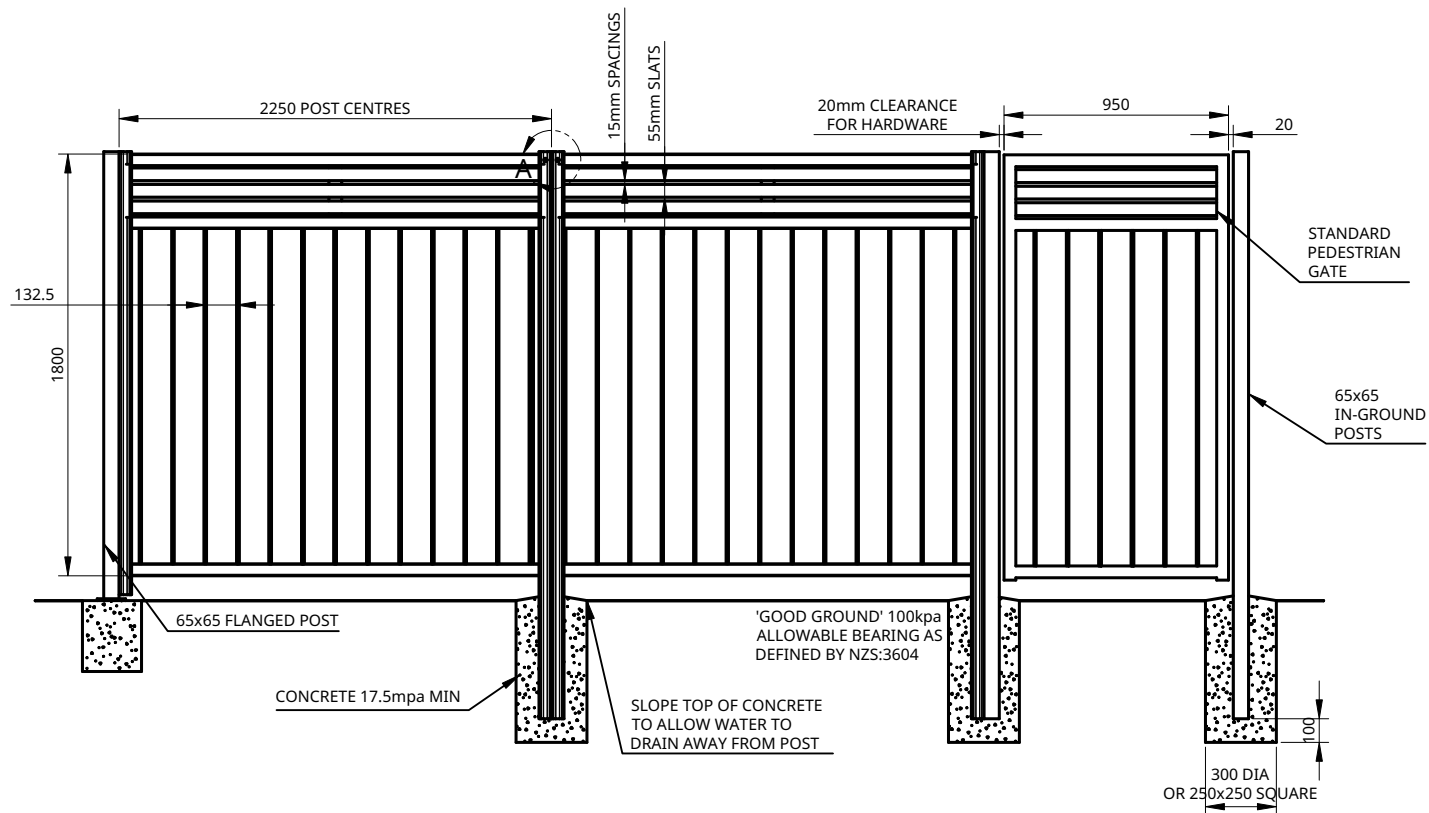 15mm SPACINGS
55mm SLATS
2250 POST CENTRES
20mm CLEARANCE
FOR HARDWARE
950
20
A
STANDARD
PEDESTRIAN
GATE
132.5
1800
65x65
IN-GROUND
POSTS
65x65 FLANGED POST
'GOOD GROUND' 100kpa
ALLOWABLE BEARING AS
DEFINED BY NZS:3604
CONCRETE 17.5mpa MIN
SLOPE TOP OF CONCRETE
TO ALLOW WATER TO
DRAIN AWAY FROM POST
100
300 DIA
OR 250x250 SQUARE